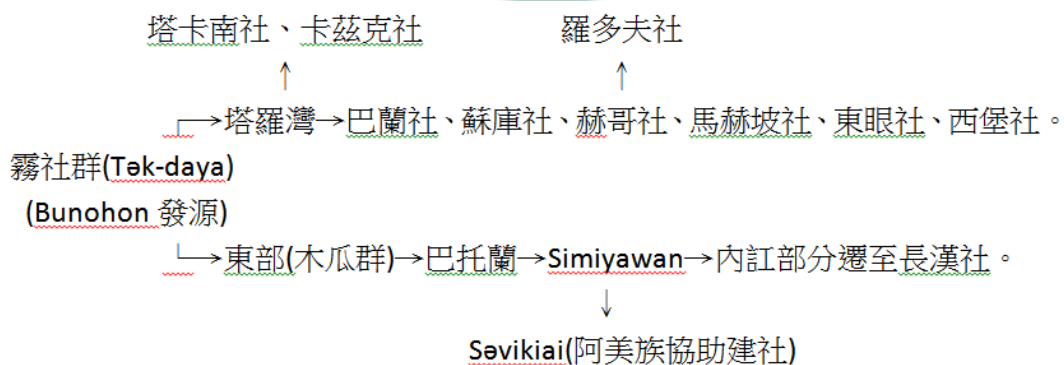 塔卡南社、卡茲克社 羅多夫社
↑ ↑
→塔羅灣→巴蘭社、蘇庫社、赫哥社、馬赫坡社、東眼社、西堡社。
霧社群(Tək-daya)
(Bunohon 發源)
→東部(木瓜群)→巴托蘭→Simiyawan→內訌部分遷至長漢社。
↓
Səvikiai(阿美族協助建社)